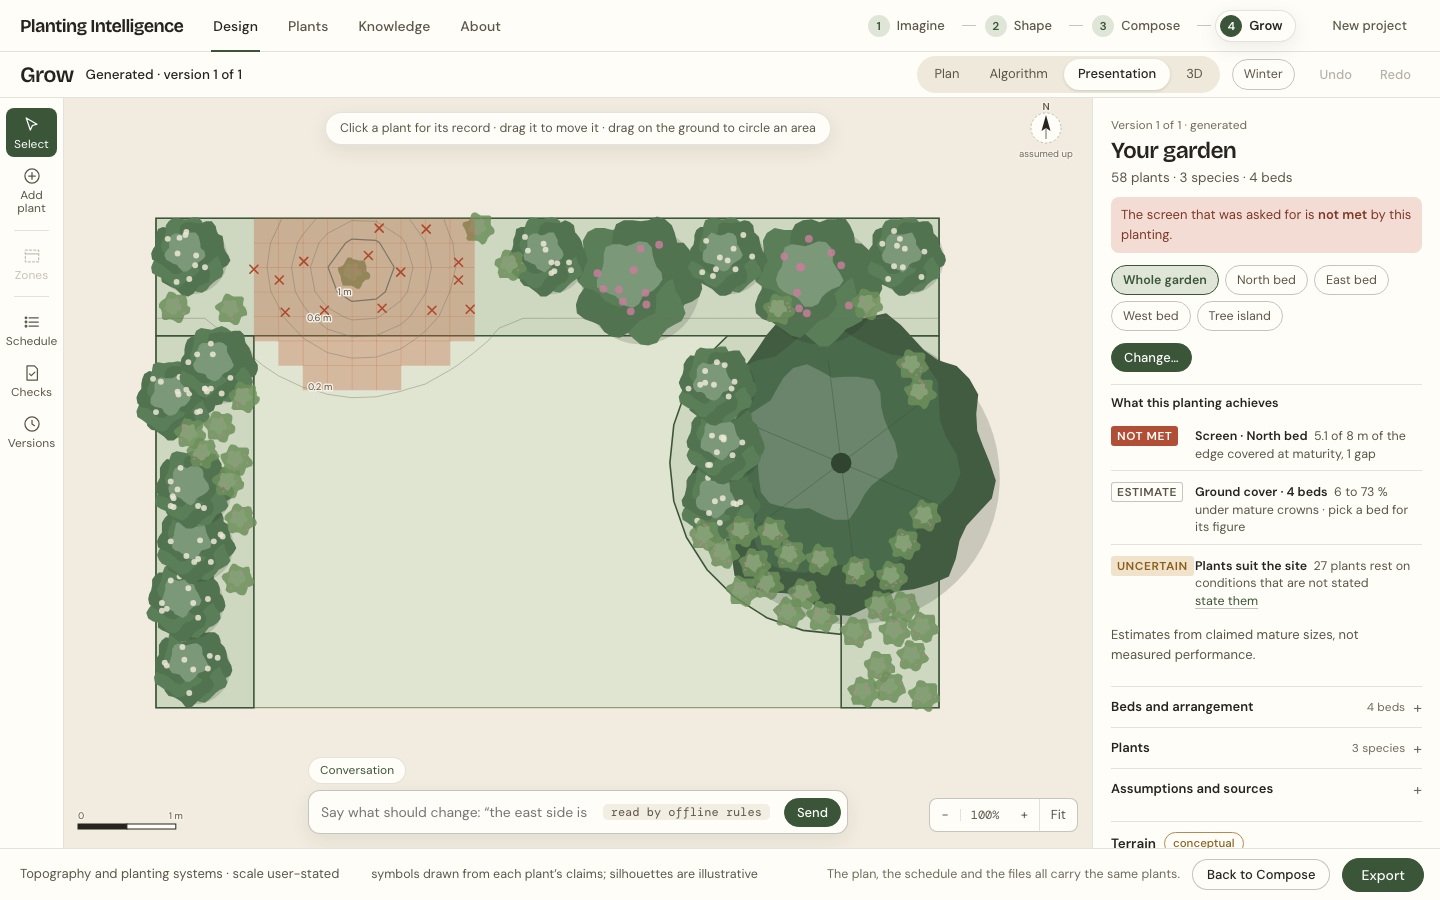 Planting Intelligence
Design
Plants
Knowledge
About
1 Imagine — 2 Shape — 3 Compose — 4 Grow
New project
Grow
Generated · version 1 of 1
Plan
Algorithm
Presentation
3D
Winter
Undo
Redo
Select
Add
plant
Zones
Schedule
Checks
Versions
Click a plant for its record · drag it to move it · drag on the ground to circle an area
N
assumed up
1 m
0.6 m
0.2 m
Conversation
Say what should change: “the east side is
read by offline rules
Send
0
1 m
−
100%
+
Fit
Version 1 of 1 · generated
Your garden
58 plants · 3 species · 4 beds
The screen that was asked for is not met by this
planting.
Whole garden
North bed
East bed
West bed
Tree island
Change…
What this planting achieves
NOT MET
Screen · North bed 5.1 of 8 m of the
edge covered at maturity, 1 gap
ESTIMATE
Ground cover · 4 beds 6 to 73 %
under mature crowns · pick a bed for
its figure
UNCERTAIN
Plants suit the site 27 plants rest on
conditions that are not stated
state them
Estimates from claimed mature sizes, not
measured performance.
Beds and arrangement 4 beds +
Plants 3 species +
Assumptions and sources +
Terrain conceptual
Topography and planting systems · scale user-stated
symbols drawn from each plant’s claims; silhouettes are illustrative
The plan, the schedule and the files all carry the same plants.
Back to Compose
Export